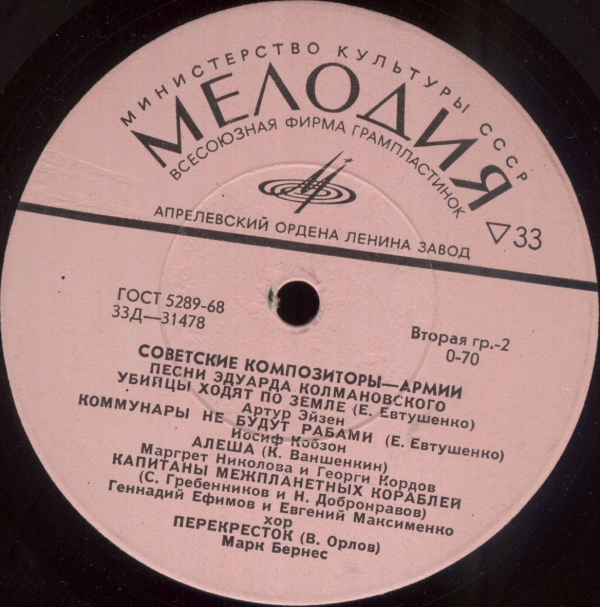 МИНИСТЕРСТВО КУЛЬТУРЫ СССР
МЕЛОДИЯ
ВСЕСОЮЗНАЯ ФИРМА ГРАМПЛАСТИНОК
АПРЕЛЕВСКИЙ ОРДЕНА ЛЕНИНА ЗАВОД
▽33
ГОСТ 5289-68
33Д—31478
Вторая гр.-2
0-70
СОВЕТСКИЕ КОМПОЗИТОРЫ—АРМИИ
ПЕСНИ ЭДУАРДА КОЛМАНОВСКОГО
УБИЙЦЫ ХОДЯТ ПО ЗЕМЛЕ (Е. Евтушенко)
Артур Эйзен
КОММУНАРЫ НЕ БУДУТ РАБАМИ (Е. Евтушенко)
Иосиф Кобзон
АЛЕША (К. Ваншенкин)
Маргрет Николова и Георги Кордов
КАПИТАНЫ МЕЖПЛАНЕТНЫХ КОРАБЛЕЙ
(С. Гребенников и Н. Добронравов)
Геннадий Ефимов и Евгений Максименко
хор
ПЕРЕКРЕСТОК (В. Орлов)
Марк Бернес